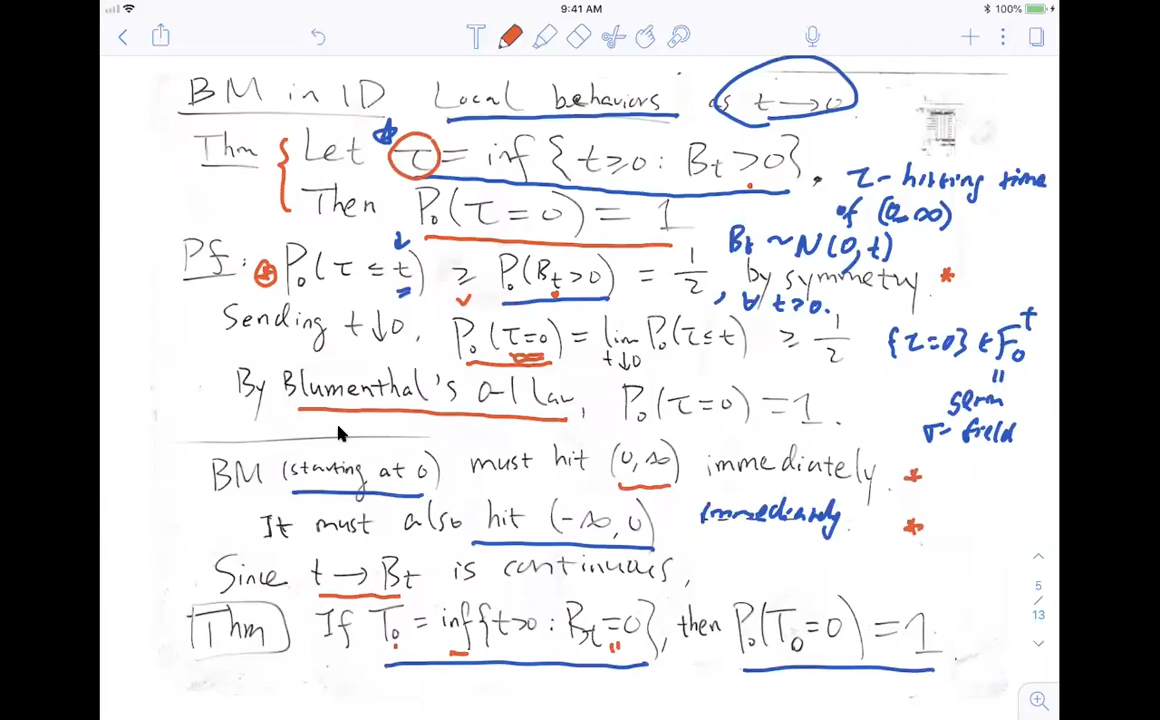 9:41 AM
100%
BM in 1D Local behaviors as t → 0.
Thm Let τ = inf {t ≥ 0 : Bt > 0}.
τ - hitting time of (0, ∞)
Then P₀(τ = 0) = 1
Bt ~ N(0, t)
Pf: P₀(τ ≤ t) ≥ P₀(Bt > 0) = 1/2 by symmetry
, ∀ t > 0.
Sending t ↓ 0, P₀(τ = 0) = lim t↓0 P₀(τ ≤ t) ≥ 1/2
{τ = 0} ∈ F₀⁺
"
germ
σ-field
By Blumenthal's 0-1 Law, P₀(τ = 0) = 1.
BM (starting at 0) must hit (0, ∞) immediately.
It must also hit (-∞, 0) immediately.
Since t → Bt is continuous,
Thm If T₀ = inf {t > 0 : Bt = 0}, then P₀(T₀ = 0) = 1.
5
/
13